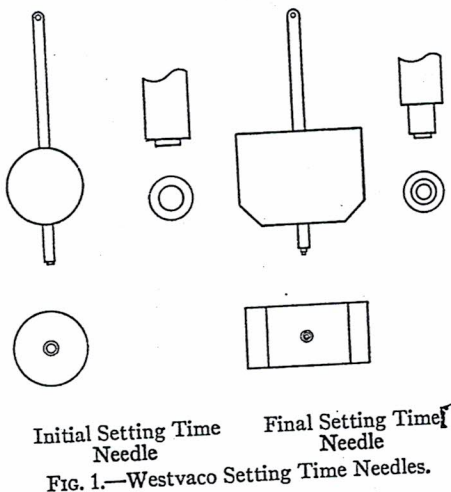 Initial Setting Time
Needle
Final Setting Time
Needle
FIG. 1.—Westvaco Setting Time Needles.